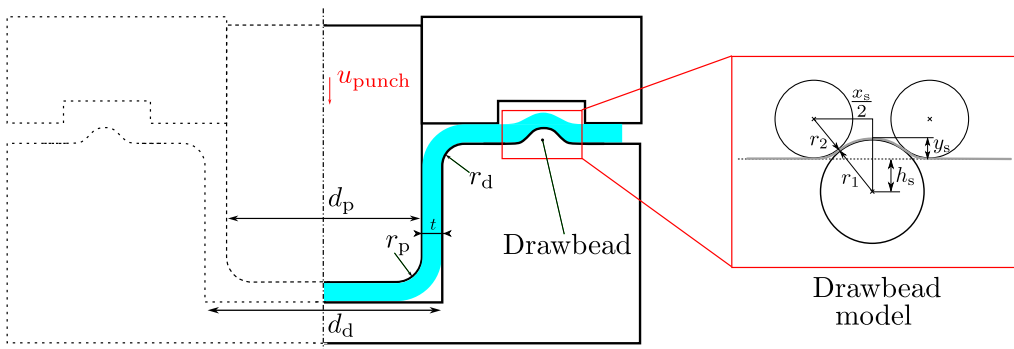 u_punch
x_s/2
r_2
y_s
r_1
h_s
r_d
d_p
t
r_p
Drawbead
d_d
Drawbead
model